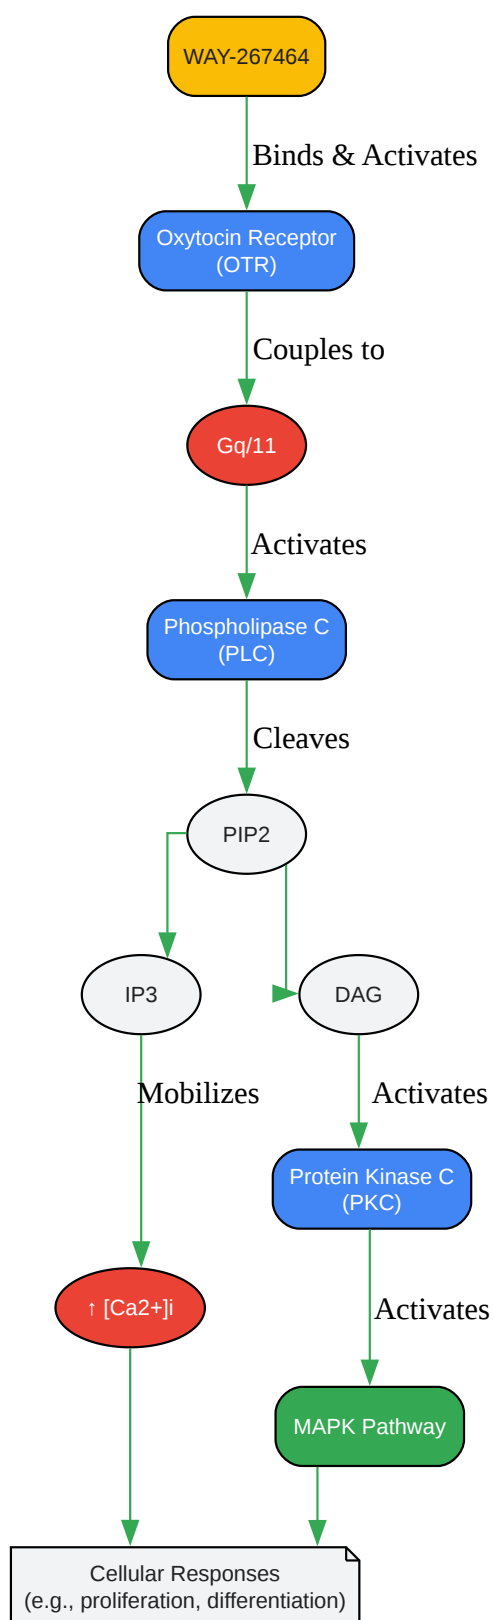 WAY-267464
Binds & Activates
Oxytocin Receptor
(OTR)
Couples to
Gq/11
Activates
Phospholipase C
(PLC)
Cleaves
PIP2
IP3
DAG
Mobilizes
Activates
Protein Kinase C
(PKC)
↑ [Ca2+]i
Activates
MAPK Pathway
Cellular Responses
(e.g., proliferation, differentiation)